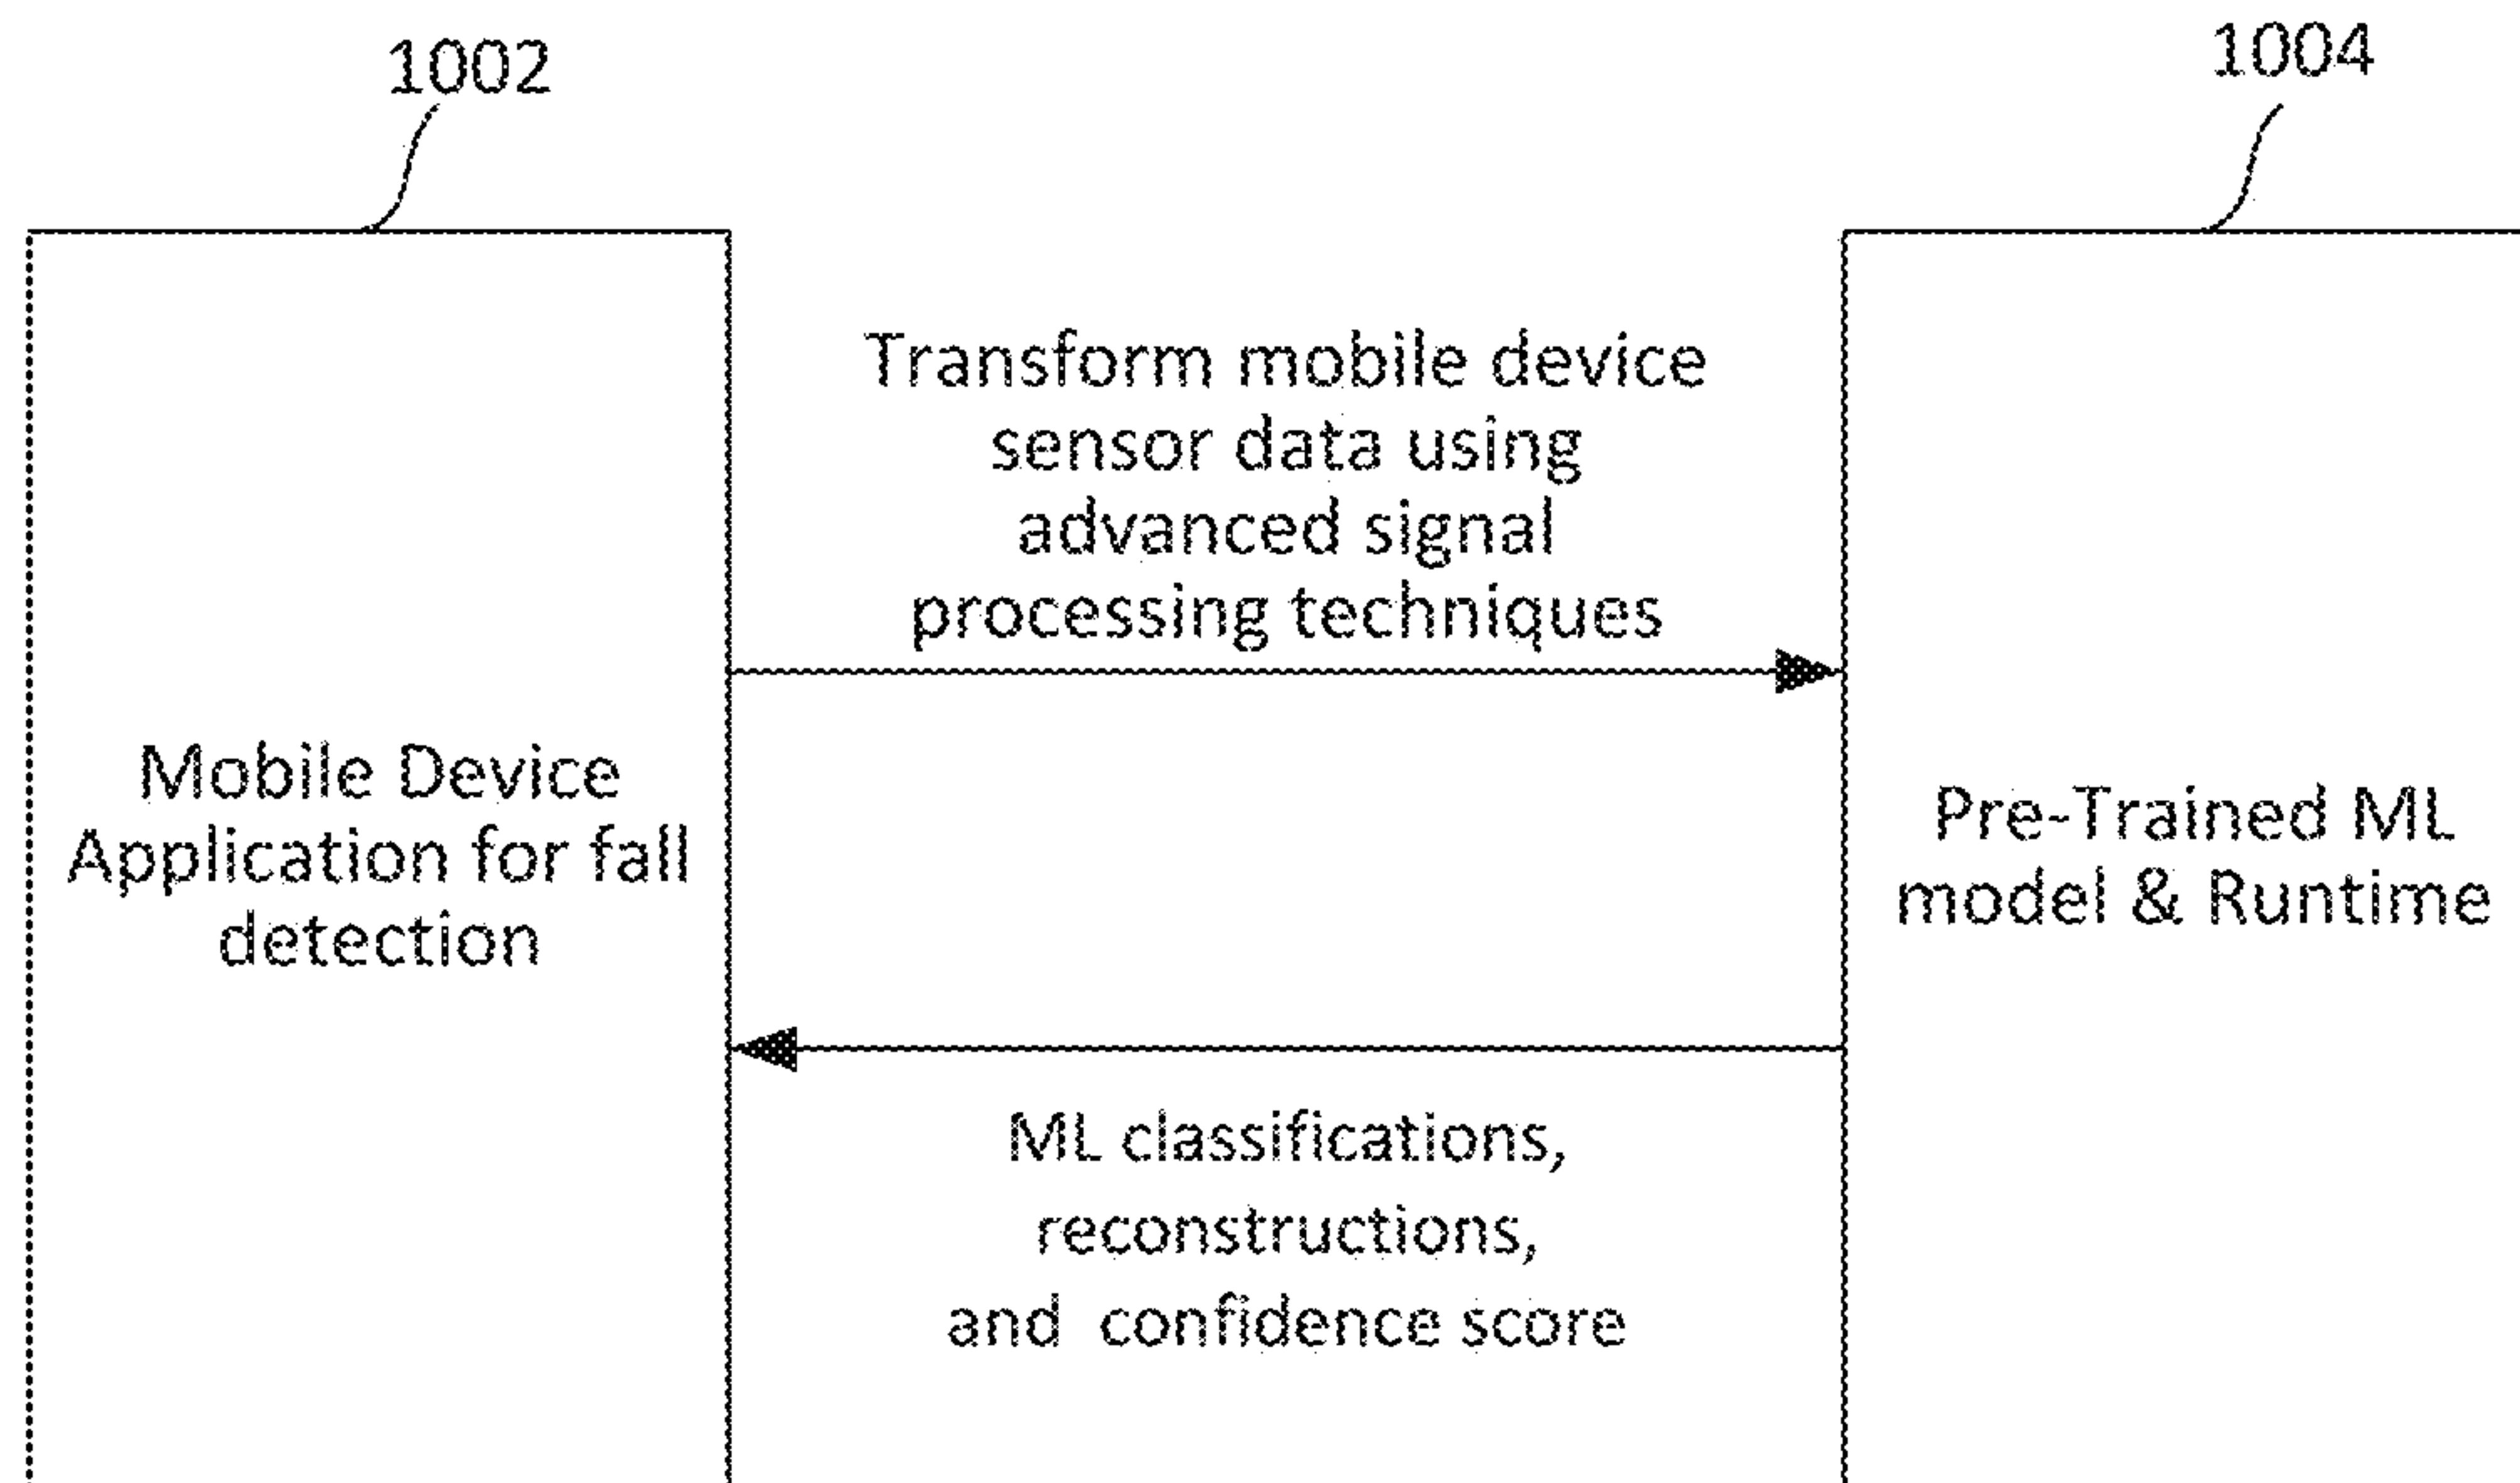 1002
1004
Transform mobile device
sensor data using
advanced signal
processing techniques
Mobile Device
Application for fall
detection
Pre-Trained ML
model & Runtime
ML classifications,
reconstructions,
and confidence score